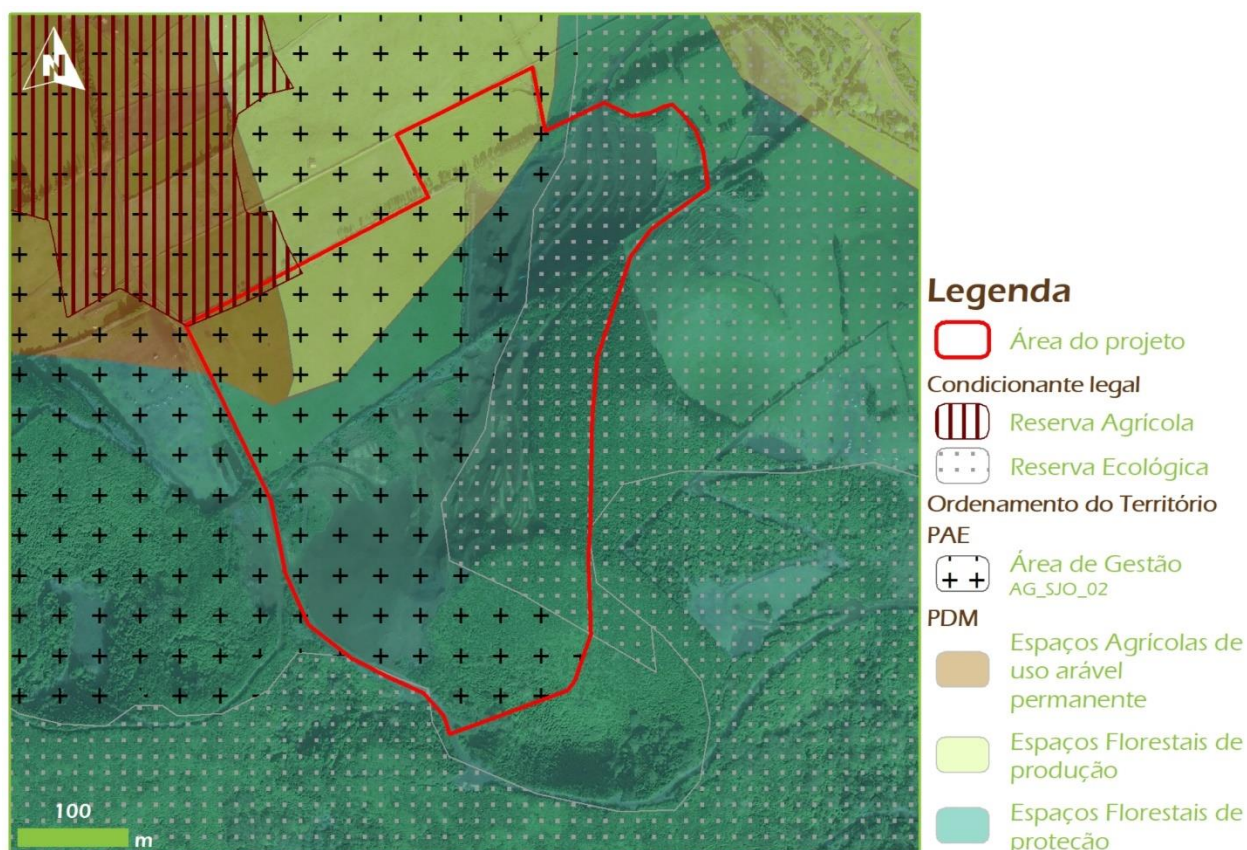 N
100
m
Legenda
Área do projeto
Condicionante legal
Reserva Agrícola
Reserva Ecológica
Ordenamento do Território
PAE
Área de Gestão
AG_SJO_02
PDM
Espaços Agrícolas de
uso arável
permanente
Espaços Florestais de
produção
Espaços Florestais de
proteção